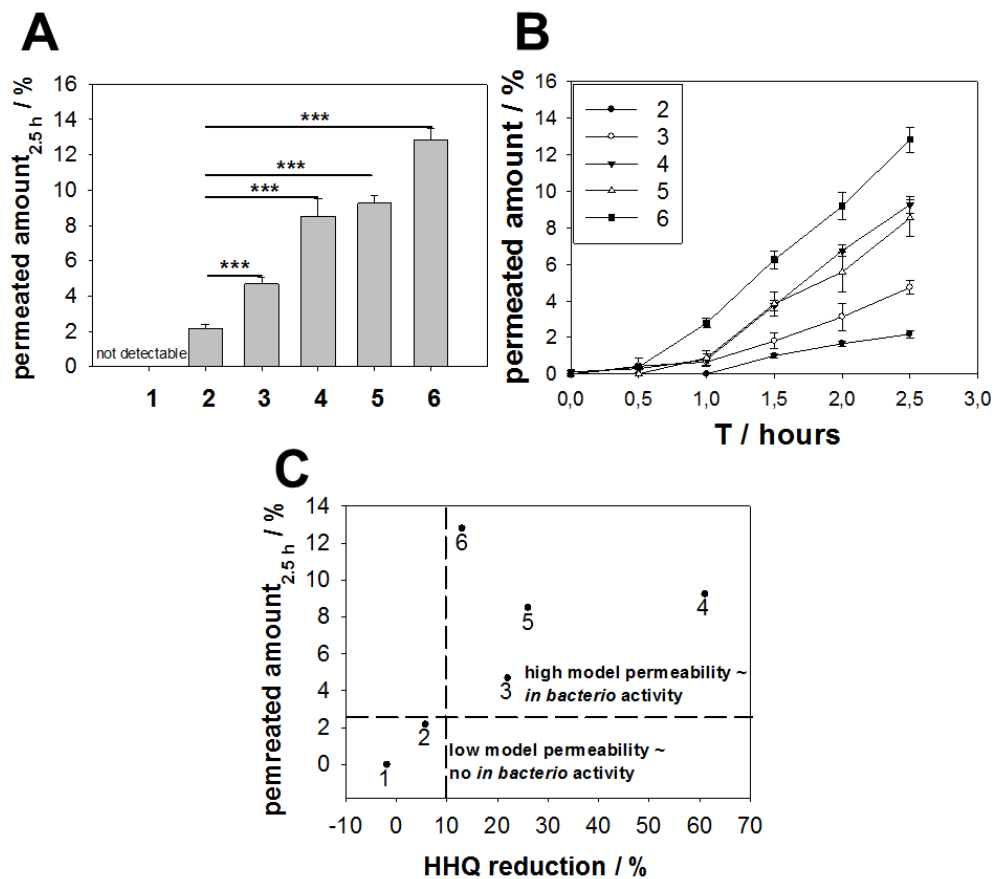 A
permeated amount2.5 h / %
16
14
12
10
8
6
4
2
0
***
***
***
***
not detectable
1 2 3 4 5 6
B
permeated amount / %
16
14
12
10
8
6
4
2
0
2
3
4
5
6
0,0 0,5 1,0 1,5 2,0 2,5 3,0
T / hours
C
pemreated amount2.5 h / %
14
12
10
8
6
4
2
0
6
5
4
3
high model permeability ~
in bacterio activity
2
1
low model permeability ~
no in bacterio activity
-10 0 10 20 30 40 50 60 70
HHQ reduction / %